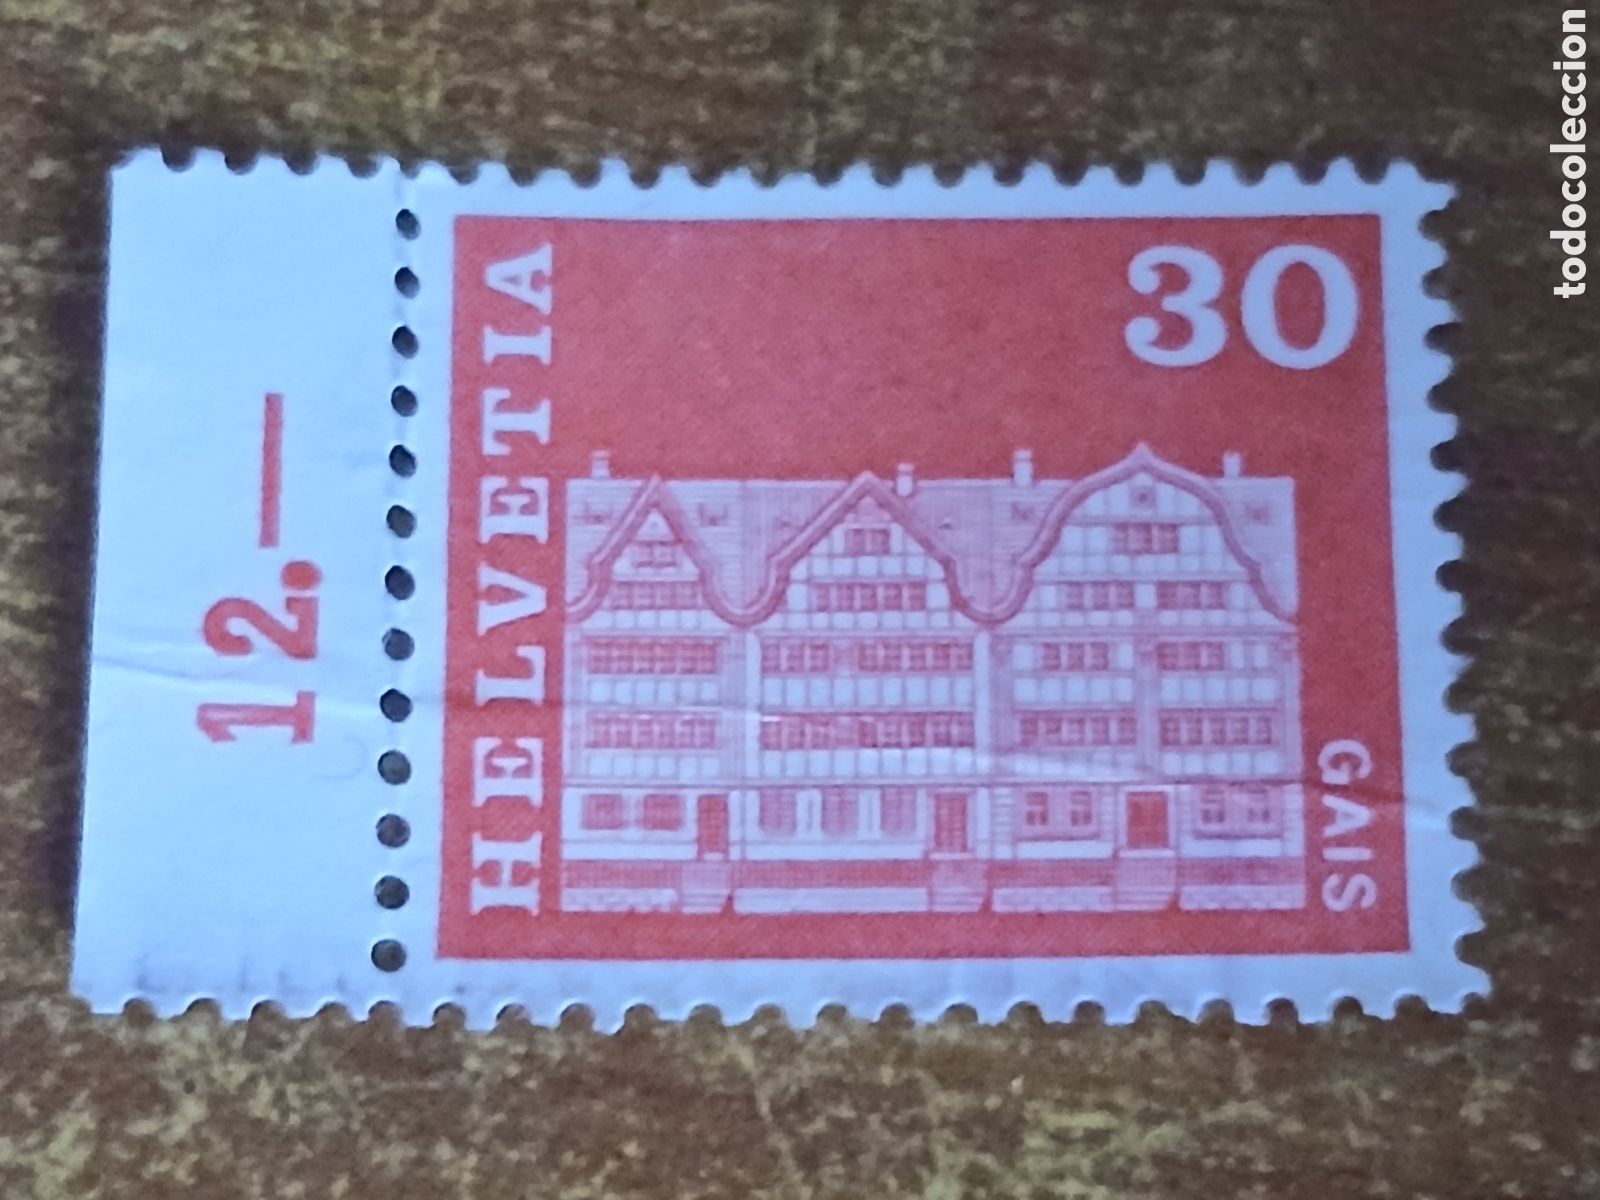 12.—
HELVETIA
30
GAIS
todocoleccion